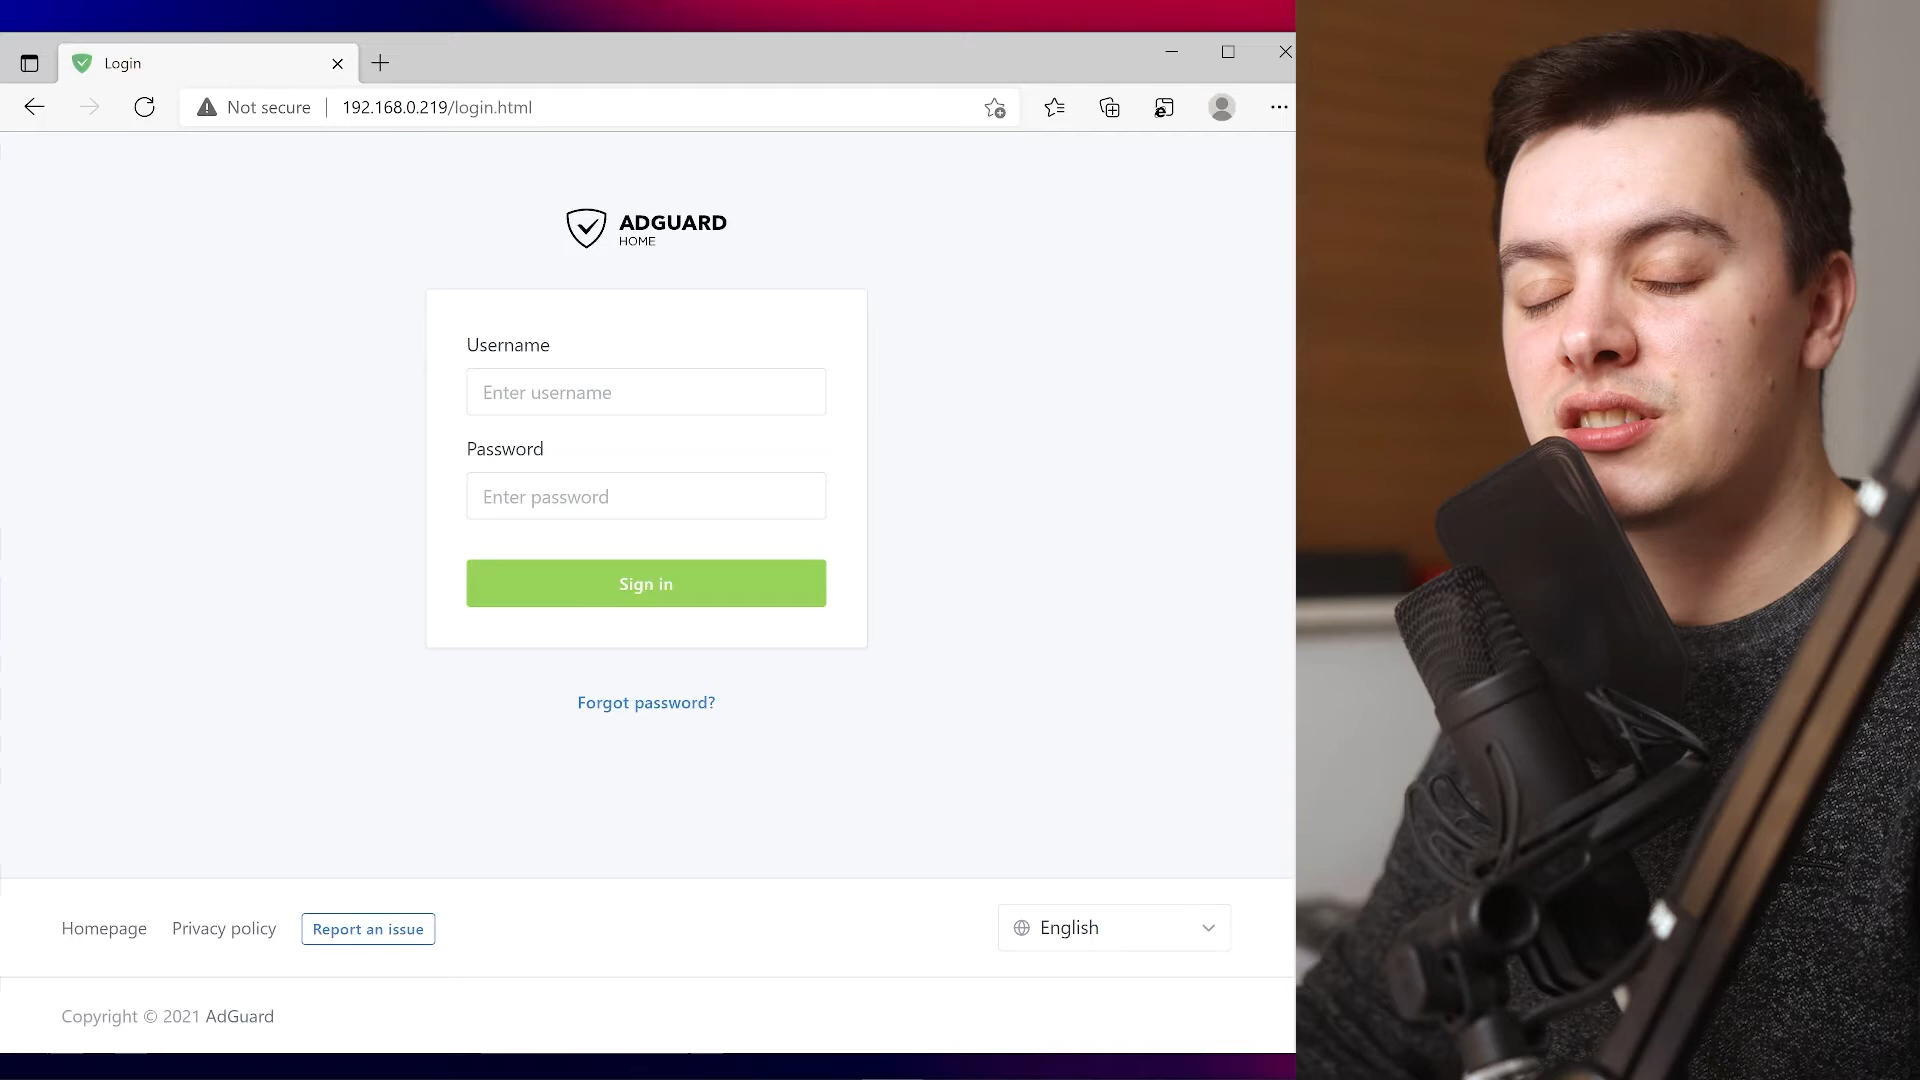 Login
Not secure
192.168.0.219/login.html
ADGUARD
HOME
Username
Enter username
Password
Enter password
Sign in
Forgot password?
Homepage
Privacy policy
Report an issue
English
Copyright © 2021 AdGuard